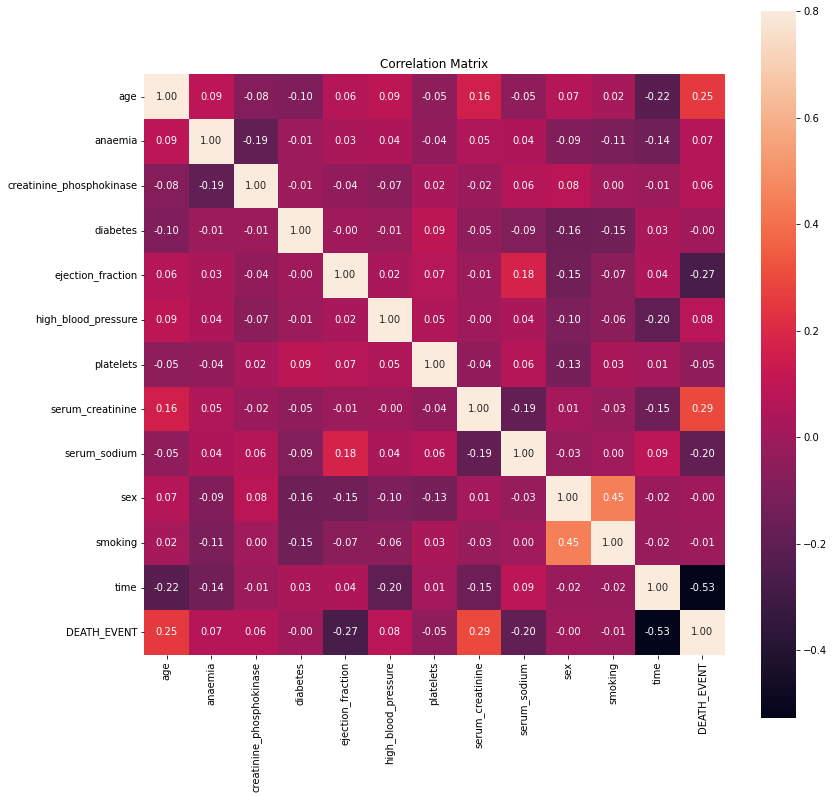 Correlation Matrix
age 1.00 0.09 -0.08 -0.10 0.06 0.09 -0.05 0.16 -0.05 0.07 0.02 -0.22 0.25
anaemia 0.09 1.00 -0.19 -0.01 0.03 0.04 -0.04 0.05 0.04 -0.09 -0.11 -0.14 0.07
creatinine_phosphokinase -0.08 -0.19 1.00 -0.01 -0.04 -0.07 0.02 -0.02 0.06 0.08 0.00 -0.01 0.06
diabetes -0.10 -0.01 -0.01 1.00 -0.00 -0.01 0.09 -0.05 -0.09 -0.16 -0.15 0.03 -0.00
ejection_fraction 0.06 0.03 -0.04 -0.00 1.00 0.02 0.07 -0.01 0.18 -0.15 -0.07 0.04 -0.27
high_blood_pressure 0.09 0.04 -0.07 -0.01 0.02 1.00 0.05 -0.00 0.04 -0.10 -0.06 -0.20 0.08
platelets -0.05 -0.04 0.02 0.09 0.07 0.05 1.00 -0.04 0.06 -0.13 0.03 0.01 -0.05
serum_creatinine 0.16 0.05 -0.02 -0.05 -0.01 -0.00 -0.04 1.00 -0.19 0.01 -0.03 -0.15 0.29
serum_sodium -0.05 0.04 0.06 -0.09 0.18 0.04 0.06 -0.19 1.00 -0.03 0.00 0.09 -0.20
sex 0.07 -0.09 0.08 -0.16 -0.15 -0.10 -0.13 0.01 -0.03 1.00 0.45 -0.02 -0.00
smoking 0.02 -0.11 0.00 -0.15 -0.07 -0.06 0.03 -0.03 0.00 0.45 1.00 -0.02 -0.01
time -0.22 -0.14 -0.01 0.03 0.04 -0.20 0.01 -0.15 0.09 -0.02 -0.02 1.00 -0.53
DEATH_EVENT 0.25 0.07 0.06 -0.00 -0.27 0.08 -0.05 0.29 -0.20 -0.00 -0.01 -0.53 1.00
age
anaemia
creatinine_phosphokinase
diabetes
ejection_fraction
high_blood_pressure
platelets
serum_creatinine
serum_sodium
sex
smoking
time
DEATH_EVENT
0.8
0.6
0.4
0.2
0.0
−0.2
−0.4